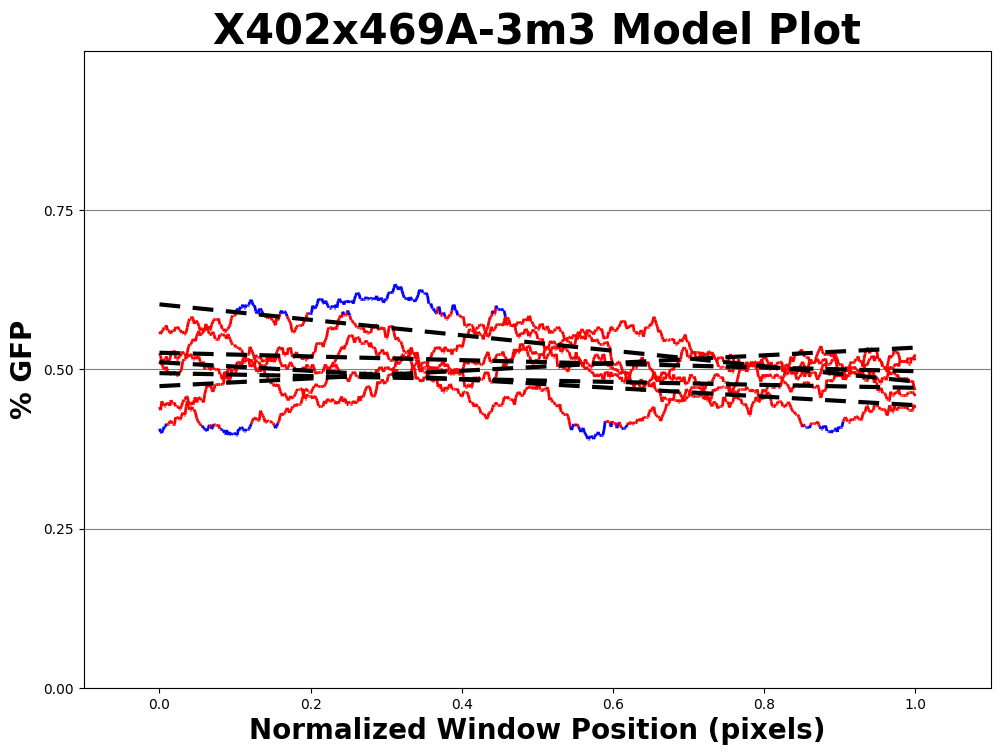 X402x469A-3m3 Model Plot
% GFP
0.75
0.50
0.25
0.00
0.0 0.2 0.4 0.6 0.8 1.0
Normalized Window Position (pixels)